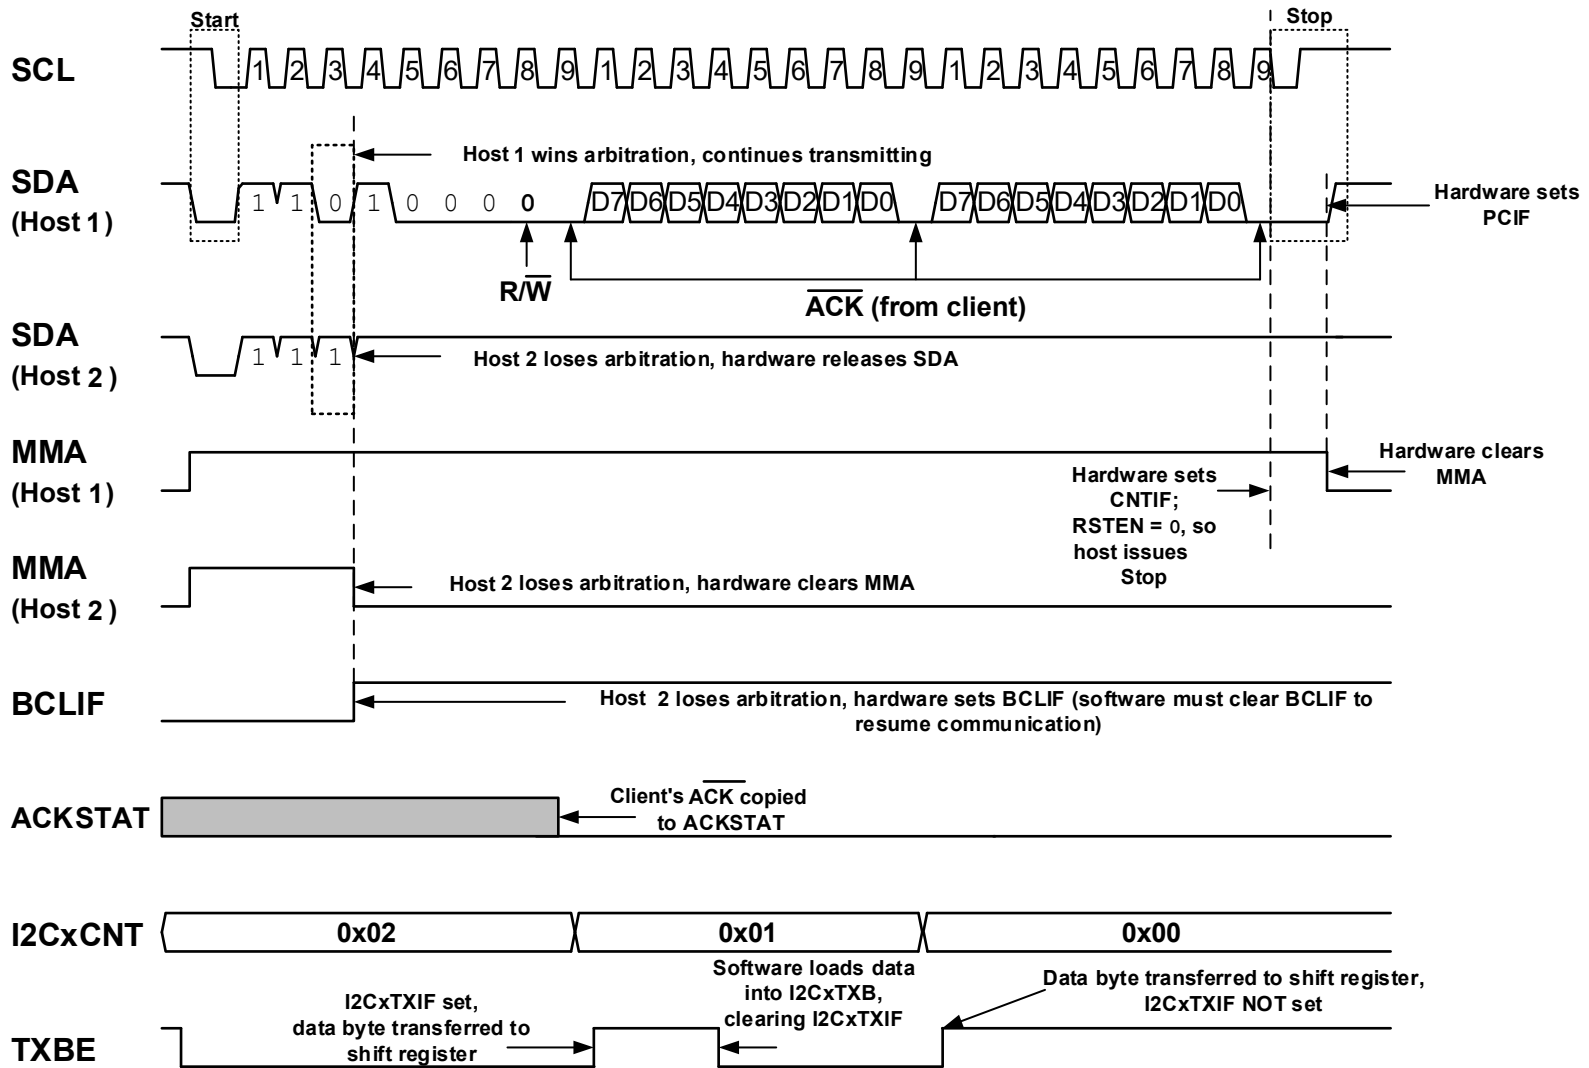 Start
Stop
SCL
1 2 3 4 5 6 7 8 9 1 2 3 4 5 6 7 8 9 1 2 3 4 5 6 7 8 9
Host 1 wins arbitration, continues transmitting
SDA
(Host 1)
1 1 0 1 0 0 0 0 D7 D6 D5 D4 D3 D2 D1 D0 D7 D6 D5 D4 D3 D2 D1 D0
Hardware sets
PCIF
R/W̅
A̅C̅K̅ (from client)
SDA
(Host 2 )
1 1 1
Host 2 loses arbitration, hardware releases SDA
MMA
(Host 1)
Hardware sets
CNTIF;
RSTEN = 0, so
host issues
Stop
Hardware clears
MMA
MMA
(Host 2 )
Host 2 loses arbitration, hardware clears MMA
BCLIF
Host 2 loses arbitration, hardware sets BCLIF (software must clear BCLIF to
resume communication)
ACKSTAT
Client's A̅C̅K̅ copied
to ACKSTAT
I2CxCNT
0x02 0x01 0x00
TXBE
I2CxTXIF set,
data byte transferred to
shift register
Software loads data
into I2CxTXB,
clearing I2CxTXIF
Data byte transferred to shift register,
I2CxTXIF NOT set